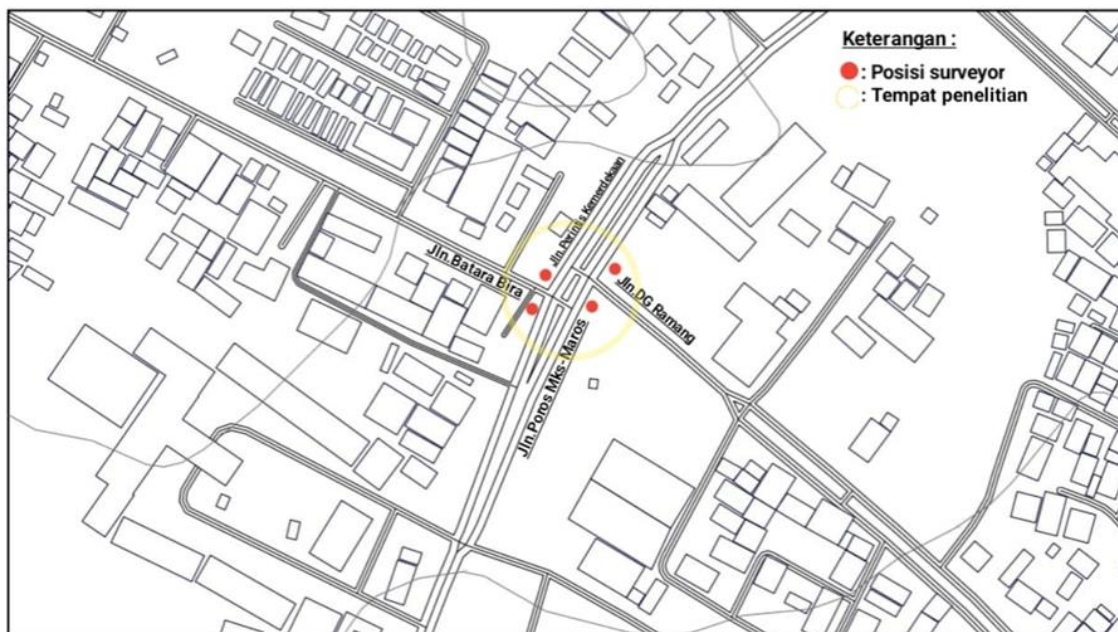 Keterangan :
: Posisi surveyor
: Tempat penelitian
Jln.Perintis Kemerdekaan
Jln.Batara Bira
Jln.DG Ramang
Jln.Poros Mks-Maros